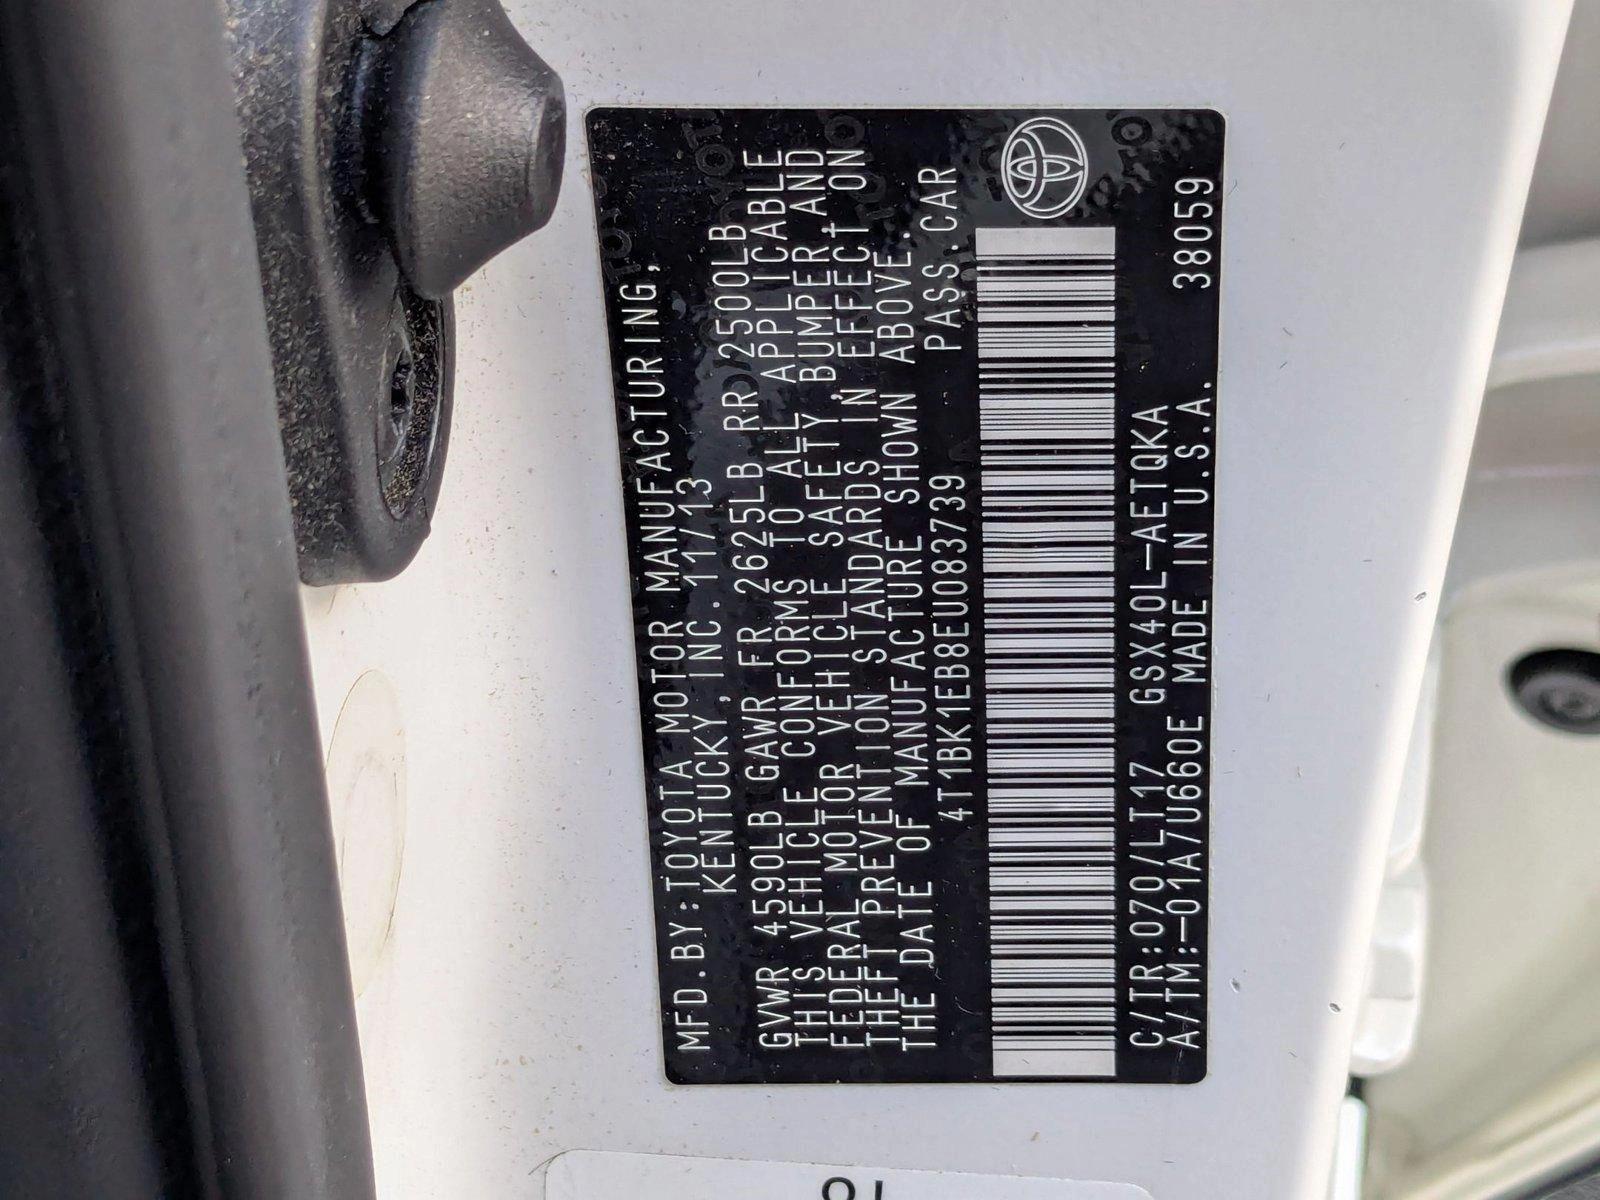 MFD.BY:TOYOTA MOTOR MANUFACTURING,
KENTUCKY,INC. 11/13
GVWR 4590LB GAWR FR 2625LB RR 2500LB
THIS VEHICLE CONFORMS TO ALL APPLICABLE
FEDERAL MOTOR VEHICLE SAFETY, BUMPER, AND
THEFT PREVENTION STANDARDS IN EFFECT ON
THE DATE OF MANUFACTURE SHOWN ABOVE.
4T1BK1EB8EU083739 PASS.CAR
C/TR:070/LT17 GSX40L-AETQKA
A/TM:-01A/U660E MADE IN U.S.A. 38059